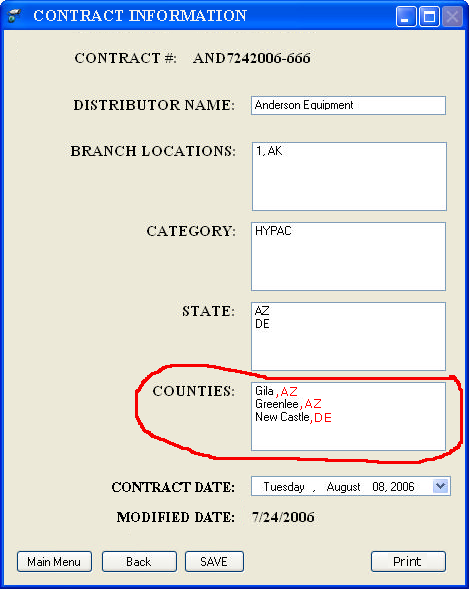 CONTRACT INFORMATION
CONTRACT #: AND7242006-666
DISTRIBUTOR NAME: Anderson Equipment
BRANCH LOCATIONS: 1, AK
CATEGORY: HYPAC
STATE: AZ
DE
COUNTIES: Gila, AZ
Greenlee, AZ
New Castle, DE
CONTRACT DATE: Tuesday , August 08, 2006
MODIFIED DATE: 7/24/2006
Main Menu Back SAVE Print